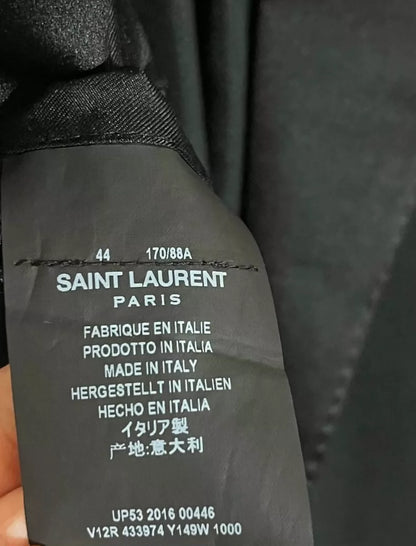 44 170/88A
SAINT LAURENT
PARIS
FABRIQUE EN ITALIE
PRODOTTO IN ITALIA
MADE IN ITALY
HERGESTELLT IN ITALIEN
HECHO EN ITALIA
イタリア製
产地:意大利
UP53 2016 00446
V12R 433974 Y149W 1000